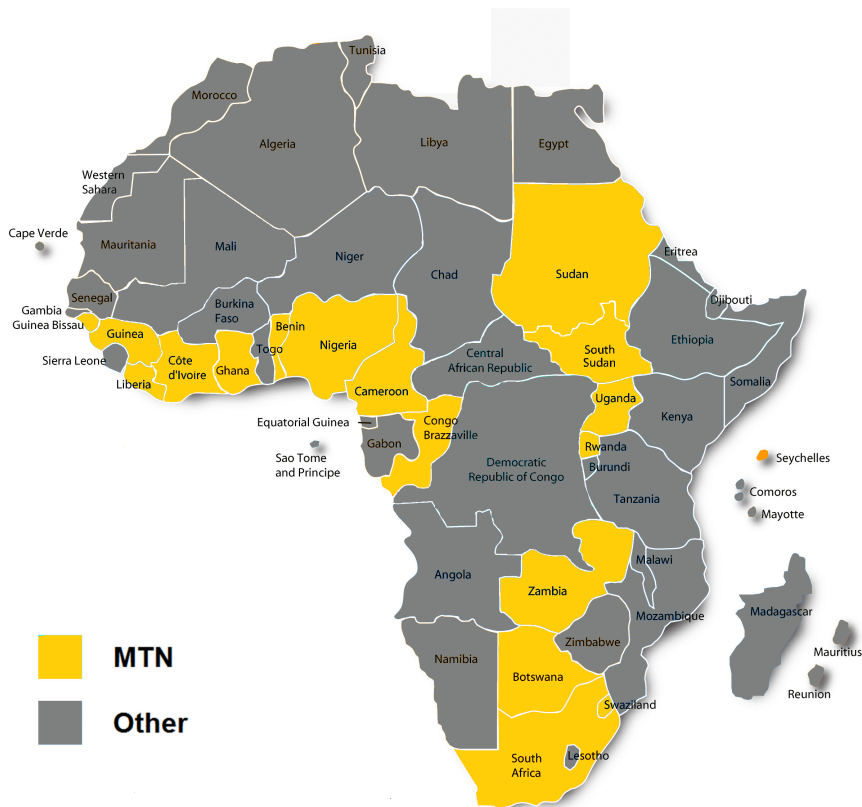 Tunisia
Morocco
Algeria
Libya
Egypt
Western
Sahara
Cape Verde
Mauritania
Mali
Niger
Chad
Sudan
Eritrea
Senegal
Gambia
Guinea Bissau
Guinea
Burkina
Faso
Benin
Djibouti
Sierra Leone
Côte
d'Ivoire
Ghana
Togo
Nigeria
Central
African Republic
South
Sudan
Ethiopia
Liberia
Cameroon
Somalia
Uganda
Kenya
Equatorial Guinea
Congo
Brazzaville
Gabon
Rwanda
Sao Tome
and Principe
Democratic
Republic of Congo
Burundi
Seychelles
Tanzania
Comoros
Mayotte
Angola
Zambia
Malawi
Mozambique
Madagascar
Zimbabwe
Mauritius
Namibia
Botswana
Reunion
Swaziland
South
Africa
Lesotho
MTN
Other